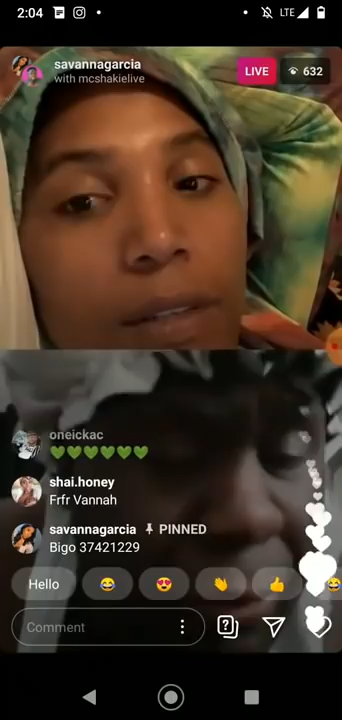 2:04
LTE
savannagarcia
with mcshakielive
LIVE
632
oneickac
💚💚💚💚💚💚
shai.honey
Frfr Vannah
savannagarcia PINNED
Bigo 37421229
Hello 😂 😍 👏 👍 😂
Comment